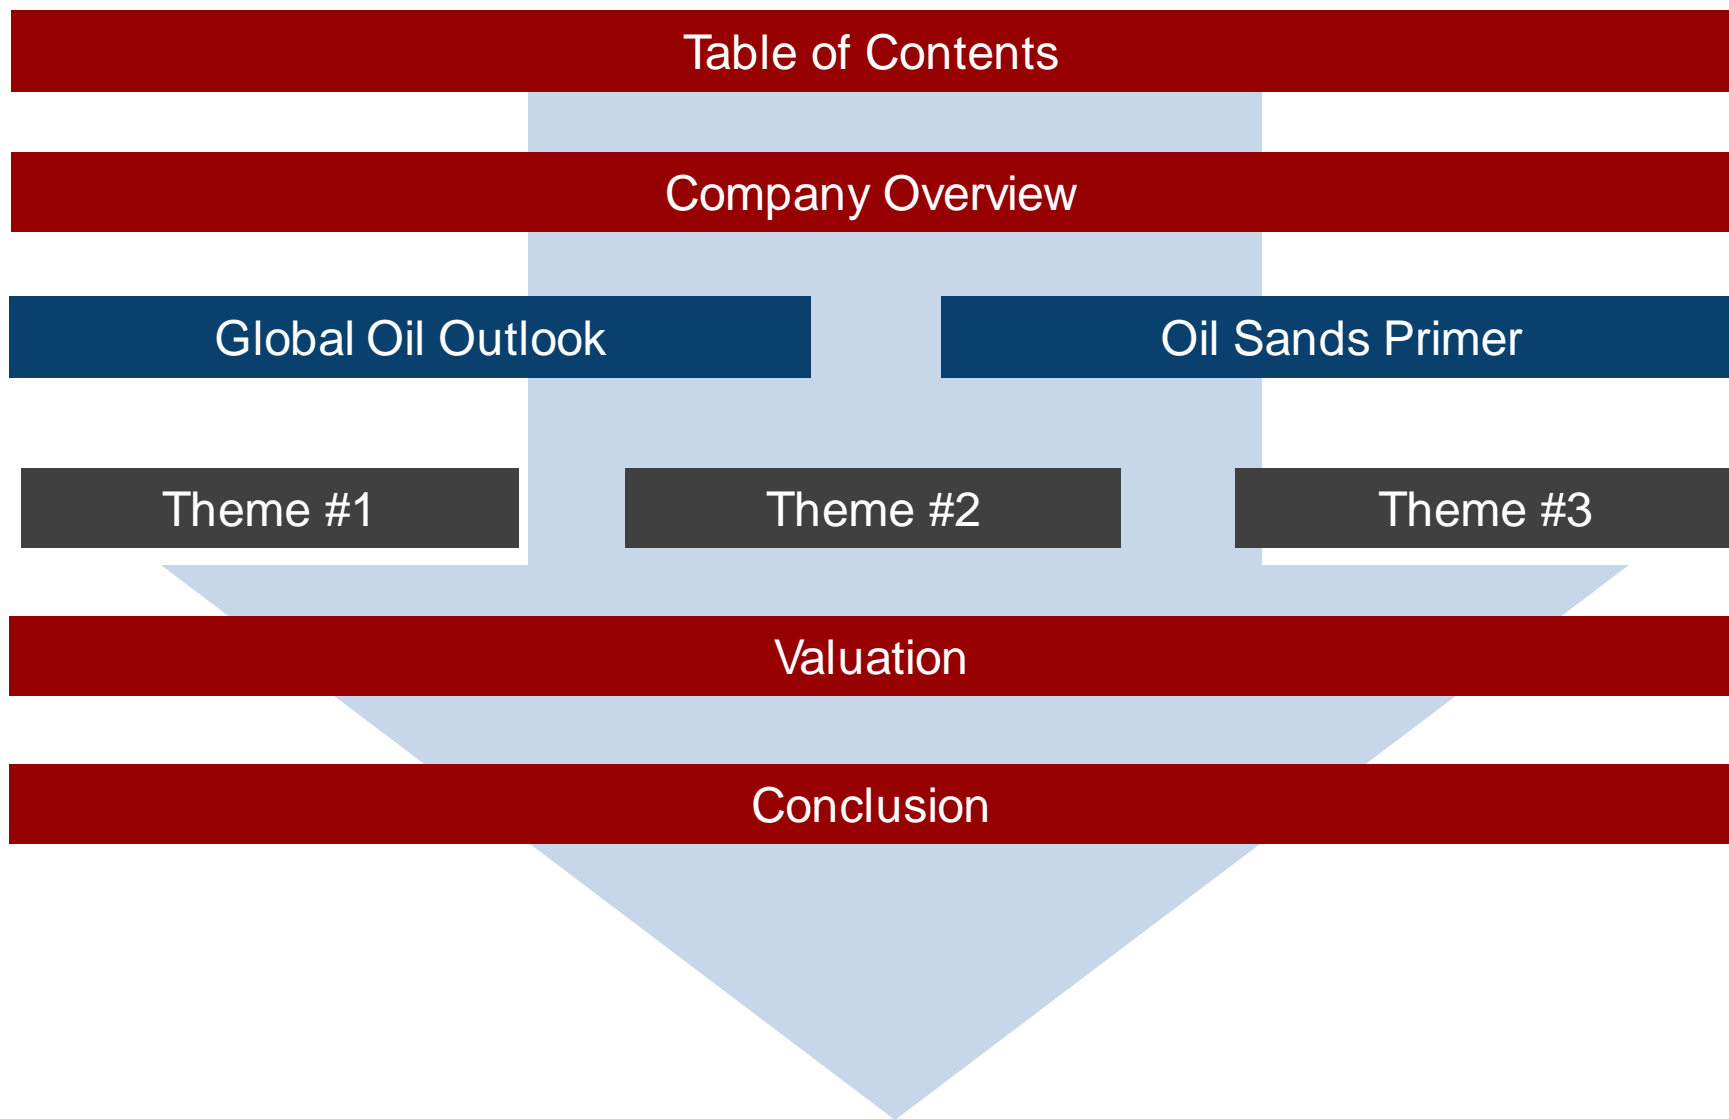 Table of Contents
Company Overview
Global Oil Outlook
Oil Sands Primer
Theme #1
Theme #2
Theme #3
Valuation
Conclusion